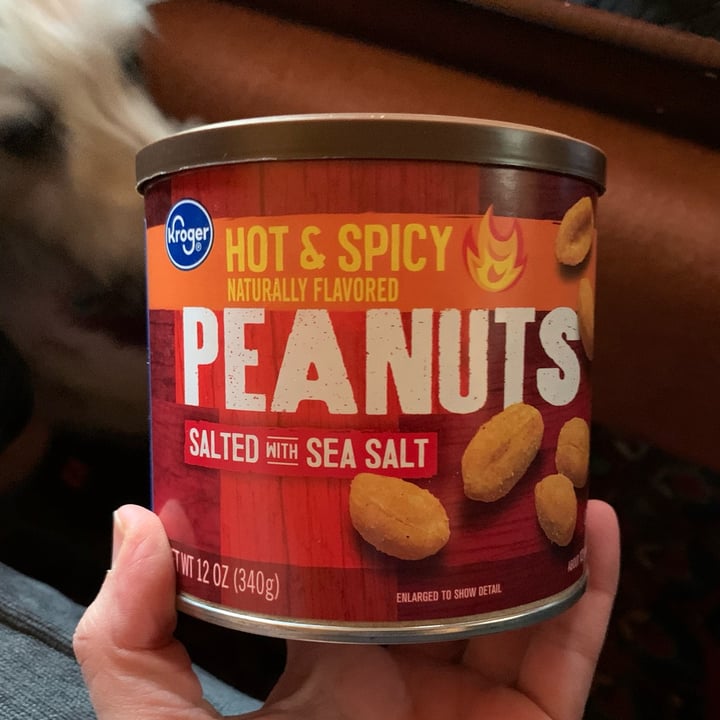 Kroger®
HOT & SPICY
NATURALLY FLAVORED
PEANUTS
SALTED WITH SEA SALT
WT 12 OZ (340g)
ENLARGED TO SHOW DETAIL